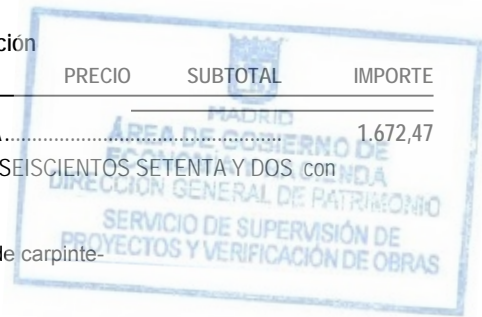 ción
PRECIO SUBTOTAL IMPORTE
MADRID
A........................................................ 1.672,47
ÁREA DE GOBIERNO DE
SEISCIENTOS SETENTA Y DOS con
DIRECCIÓN GENERAL DE PATRIMONIO
SERVICIO DE SUPERVISIÓN DE
PROYECTOS Y VERIFICACIÓN DE OBRAS
de carpinte-